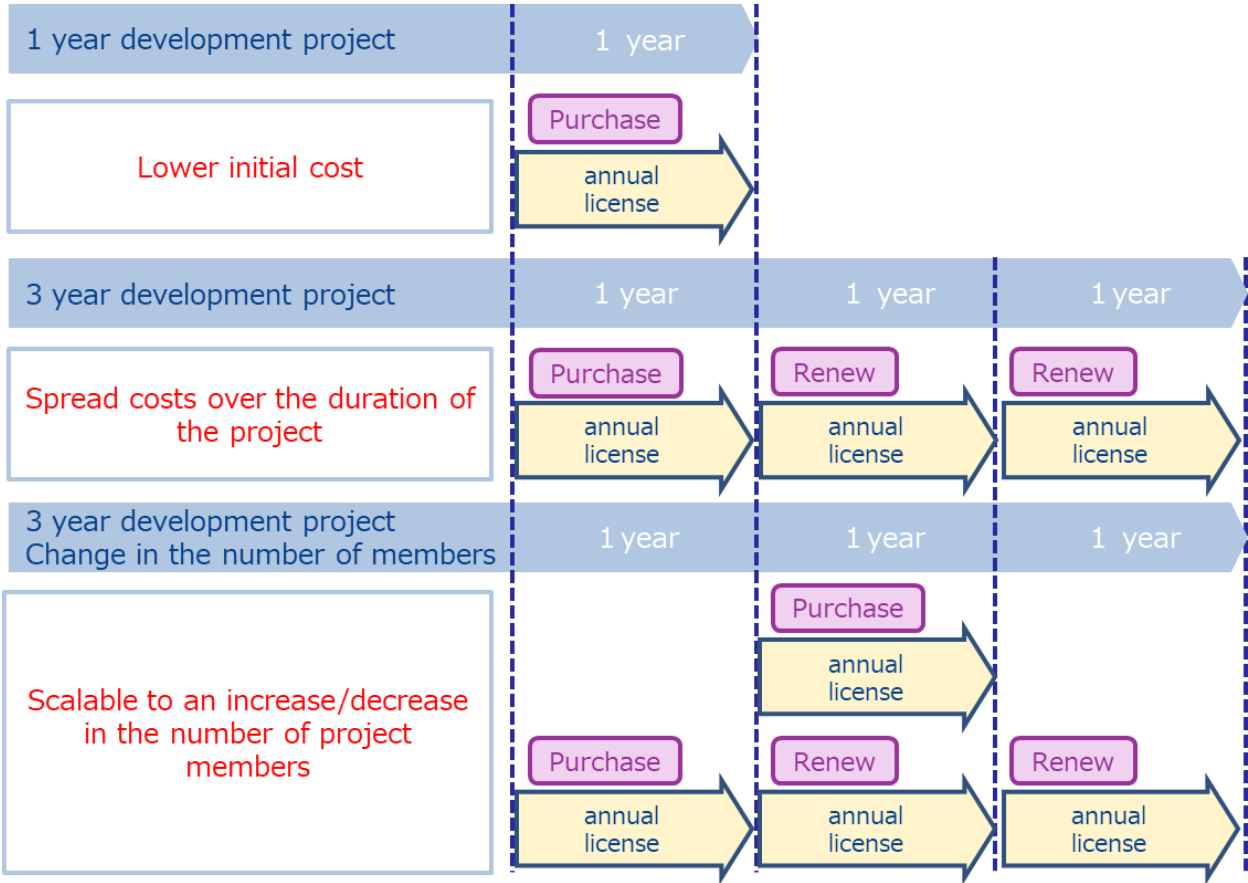 1 year development project
1 year
Purchase
Lower initial cost
annual
license
3 year development project
1 year
1 year
1 year
Purchase
Renew
Renew
Spread costs over the duration of
the project
annual
license
annual
license
annual
license
3 year development project
Change in the number of members
1 year
1 year
1 year
Purchase
annual
license
Scalable to an increase/decrease
in the number of project
members
Purchase
Renew
Renew
annual
license
annual
license
annual
license